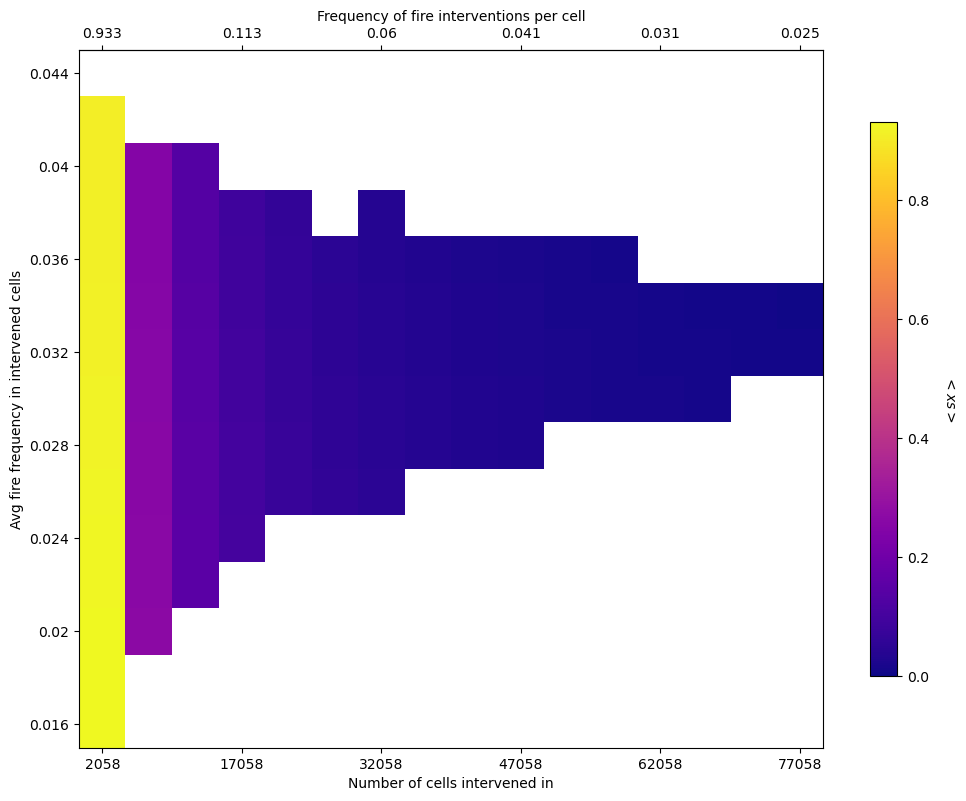 Frequency of fire interventions per cell
0.933 0.113 0.06 0.041 0.031 0.025
0.044
0.04
0.036
0.032
0.028
0.024
0.02
0.016
Avg fire frequency in intervened cells
2058 17058 32058 47058 62058 77058
Number of cells intervened in
0.8
0.6
0.4
0.2
0.0
< xs >